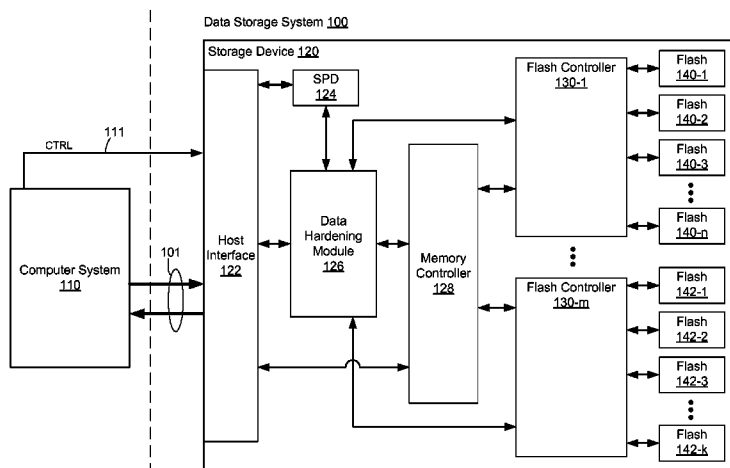 Data Storage System 100
Storage Device 120
CTRL
111
Computer System
110
101
Host
Interface
122
SPD
124
Data
Hardening
Module
126
Memory
Controller
128
Flash Controller
130-1
Flash Controller
130-m
Flash
140-1
Flash
140-2
Flash
140-3
Flash
140-n
Flash
142-1
Flash
142-2
Flash
142-3
Flash
142-k